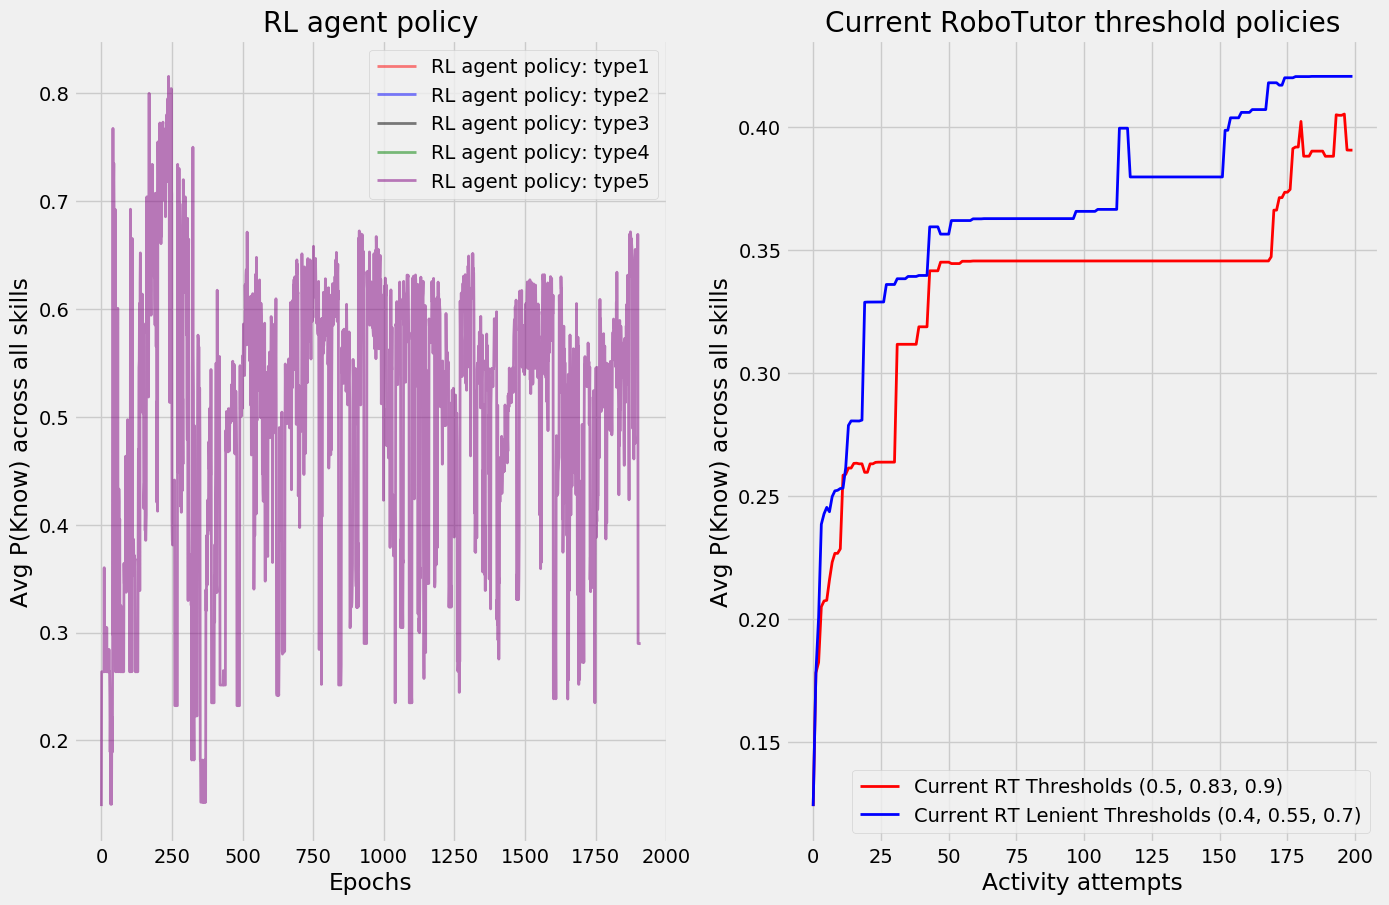 RL agent policy
RL agent policy: type1
RL agent policy: type2
RL agent policy: type3
RL agent policy: type4
RL agent policy: type5
Avg P(Know) across all skills
0.8
0.7
0.6
0.5
0.4
0.3
0.2
0 250 500 750 1000 1250 1500 1750 2000
Epochs
Current RoboTutor threshold policies
Avg P(Know) across all skills
0.40
0.35
0.30
0.25
0.20
0.15
Current RT Thresholds (0.5, 0.83, 0.9)
Current RT Lenient Thresholds (0.4, 0.55, 0.7)
0 25 50 75 100 125 150 175 200
Activity attempts